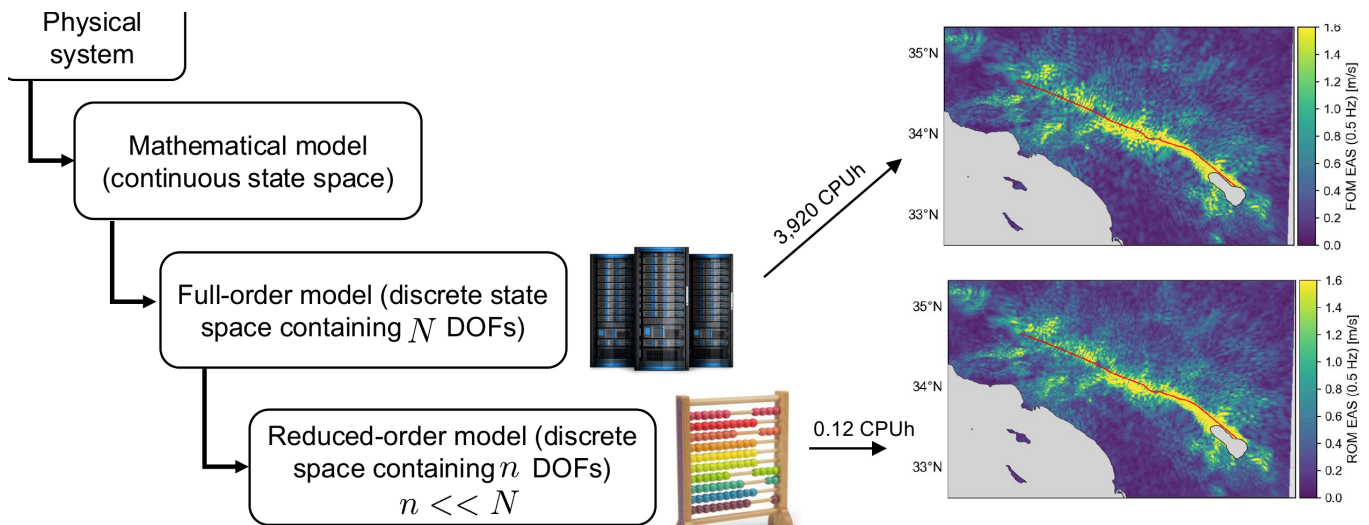 Physical
system
Mathematical model
(continuous state space)
Full-order model (discrete state
space containing N DOFs)
Reduced-order model (discrete
space containing n DOFs)
n << N
3,920 CPUh
0.12 CPUh
35°N
34°N
33°N
1.6
1.4
1.2
1.0
0.8
0.6
0.4
0.2
0.0
FOM EAS (0.5 Hz) [m/s]
35°N
34°N
33°N
1.6
1.4
1.2
1.0
0.8
0.6
0.4
0.2
0.0
ROM EAS (0.5 Hz) [m/s]